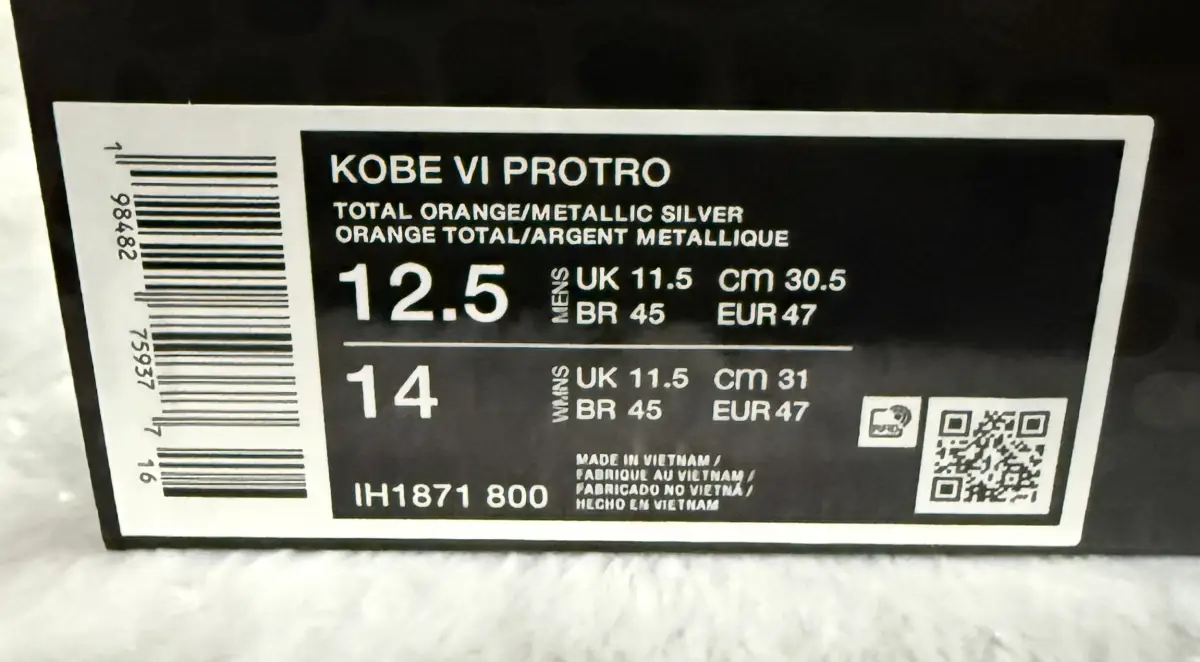 1 98482 75937 7 16
KOBE VI PROTRO
TOTAL ORANGE/METALLIC SILVER
ORANGE TOTAL/ARGENT METALLIQUE
12.5 MENS UK 11.5 CM 30.5
BR 45 EUR 47
14 WMNS UK 11.5 CM 31
BR 45 EUR 47
IH1871 800
MADE IN VIETNAM /
FABRIQUE AU VIETNAM /
FABRICADO NO VIETNÃ /
HECHO EN VIETNAM